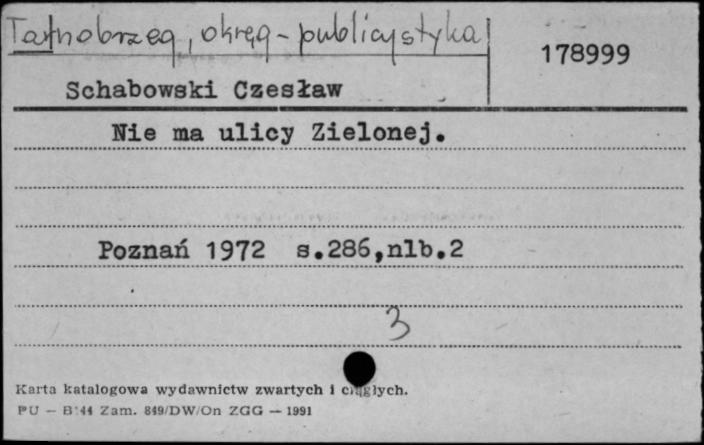 Tarnobrzeg, okręg - publicystyka
178999
Schabowski Czesław
Nie ma ulicy Zielonej.
Poznań 1972 s.286,nlb.2
3
Karta katalogowa wydawnictw zwartych i ciągłych.
PU — B 44 Zam. 849/DW/On ZGG — 1991